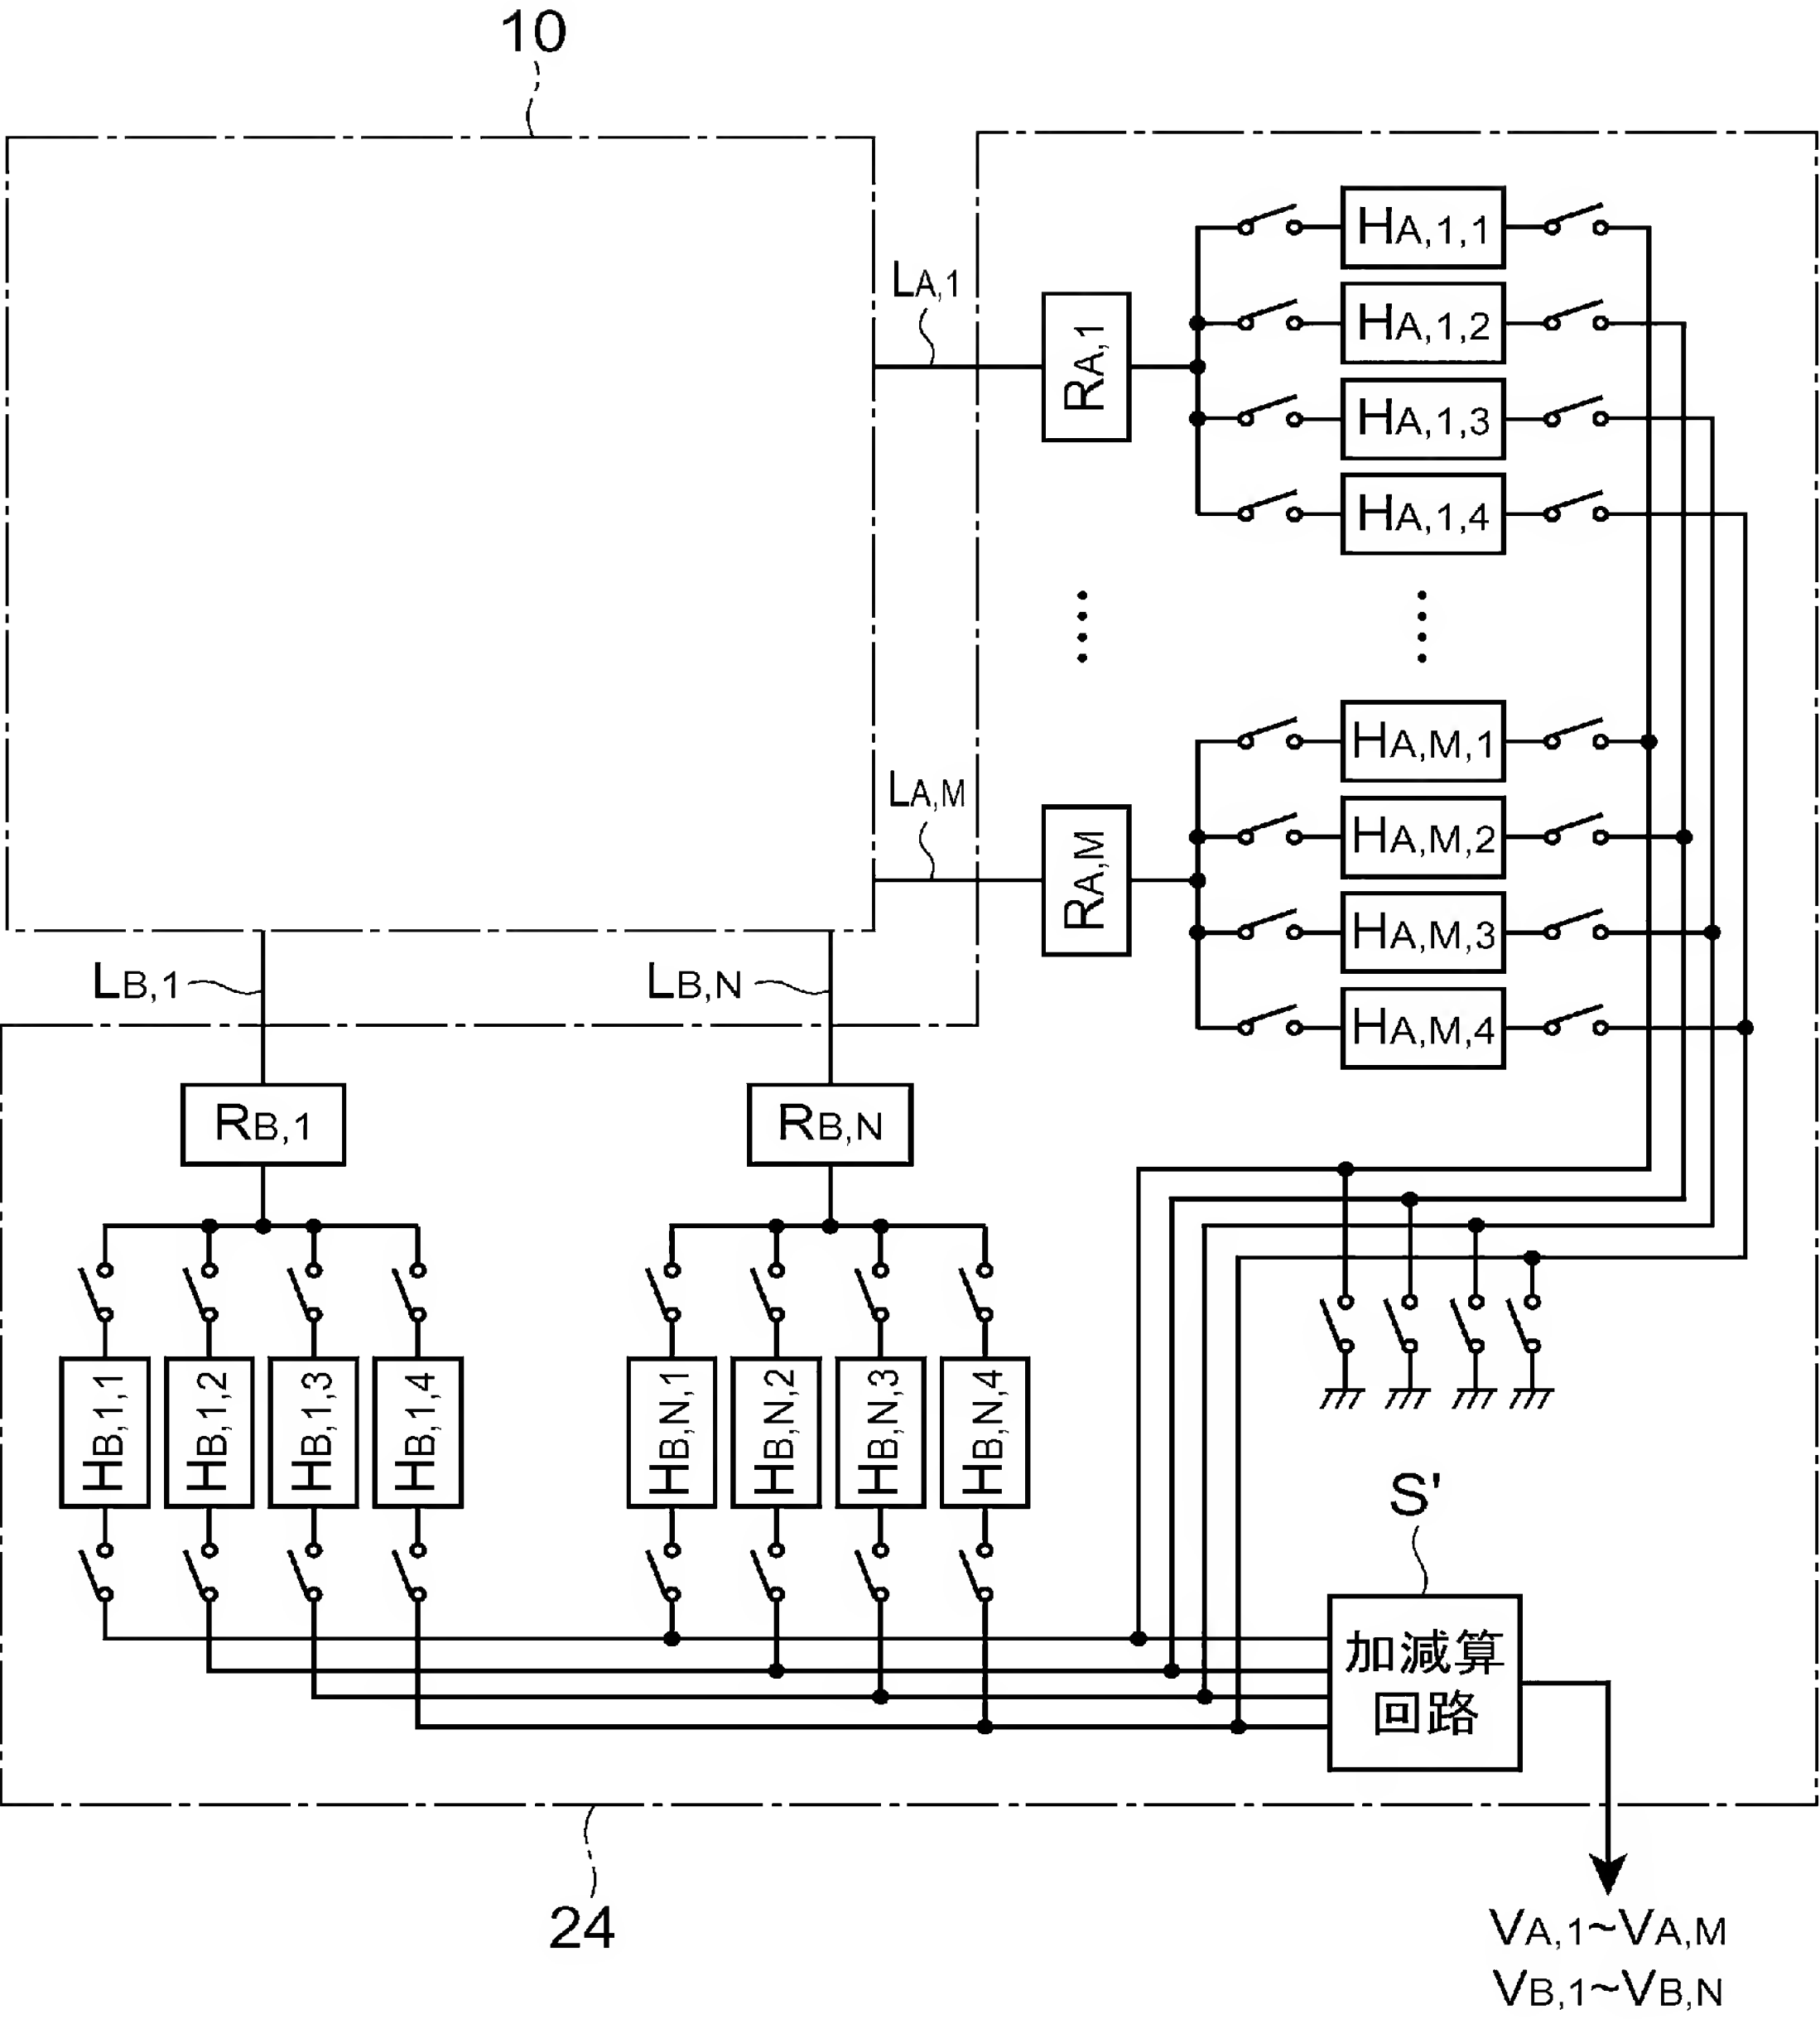 10
LA,1
RA,1
HA,1,1
HA,1,2
HA,1,3
HA,1,4
LA,M
RA,M
HA,M,1
HA,M,2
HA,M,3
HA,M,4
LB,1
LB,N
RB,1
RB,N
HB,1,1
HB,1,2
HB,1,3
HB,1,4
HB,N,1
HB,N,2
HB,N,3
HB,N,4
S'
加減算
回路
24
VA,1~VA,M
VB,1~VB,N